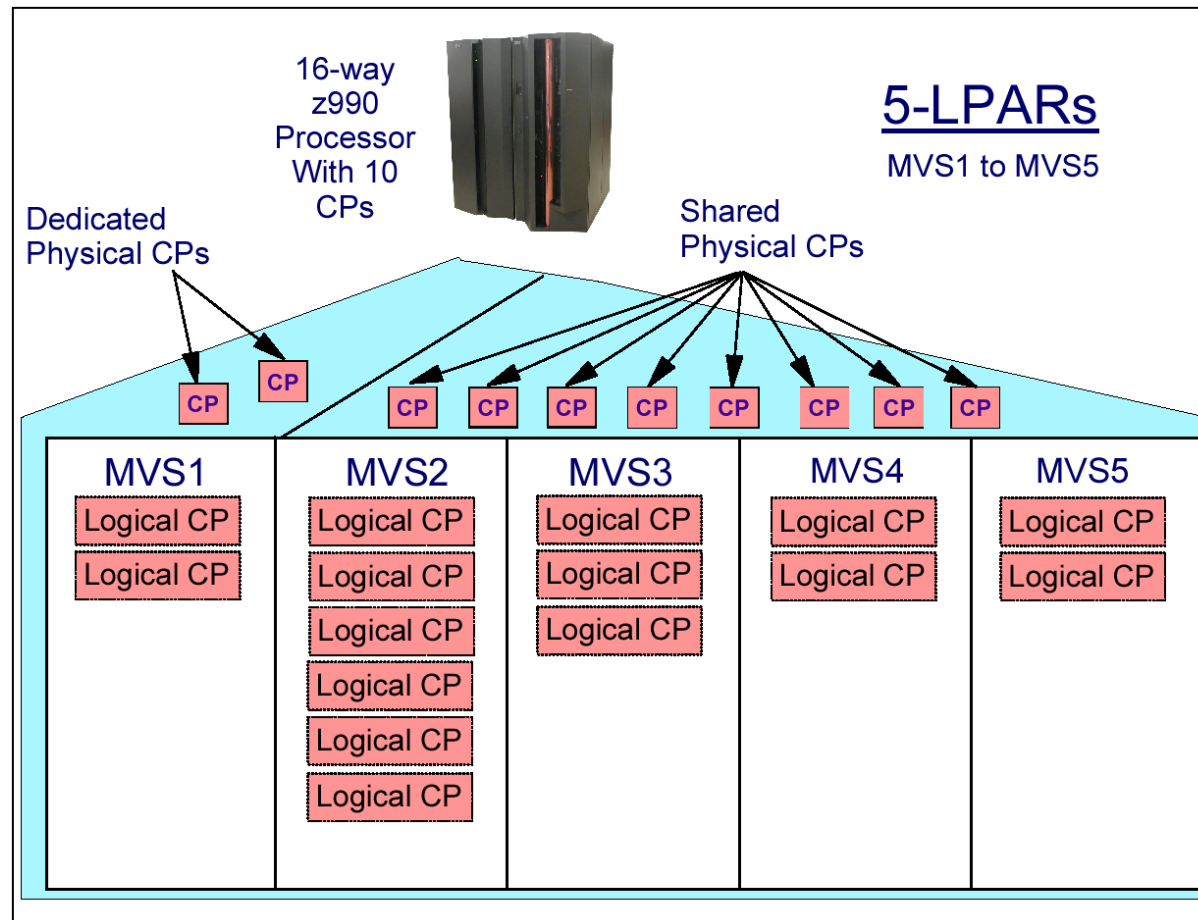 16-way
z990
Processor
With 10
CPs
5-LPARs
MVS1 to MVS5
Dedicated
Physical CPs
Shared
Physical CPs
CP
CP
CP
CP
CP
CP
CP
CP
CP
CP
MVS1
Logical CP
Logical CP
MVS2
Logical CP
Logical CP
Logical CP
Logical CP
Logical CP
Logical CP
MVS3
Logical CP
Logical CP
Logical CP
MVS4
Logical CP
Logical CP
MVS5
Logical CP
Logical CP